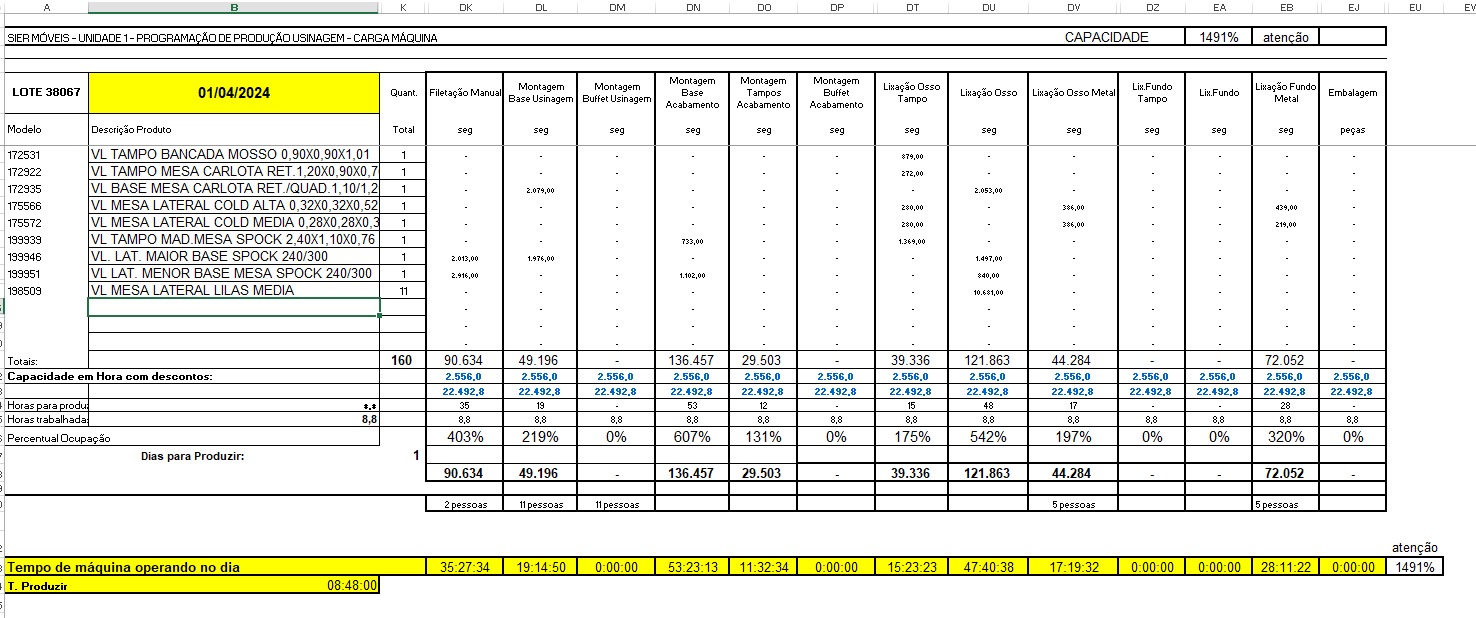 A B K DK DL DM DN DO DP DT DU DV DZ EA EB EJ EU EV
SIER MÓVEIS - UNIDADE 1 - PROGRAMAÇÃO DE PRODUÇÃO USINAGEM - CARGA MÁQUINA CAPACIDADE 1491% atenção
LOTE 38067 01/04/2024 Quant. Filetação Manual Montagem Base Usinagem Montagem Buffet Usinagem Montagem Base Acabamento Montagem Tampos Acabamento Montagem Buffet Acabamento Lixação Osso Tampo Lixação Osso Lixação Osso Metal Lix.Fundo Tampo Lix.Fundo Lixação Fundo Metal Embalagem
Modelo Descrição Produto Total seg seg seg seg seg seg seg seg seg seg seg seg peças
172531 VL TAMPO BANCADA MOSSO 0,90X0,90X1,01 1 - - - - - - 879,00 - - - - - -
172922 VL TAMPO MESA CARLOTA RET.1,20X0,90X0,7 1 - - - - - - 272,00 - - - - - -
172935 VL BASE MESA CARLOTA RET./QUAD.1,10/1,2 1 - 2.079,00 - - - - - 2.053,00 - - - - -
175566 VL MESA LATERAL COLD ALTA 0,32X0,32X0,52 1 - - - - - - 280,00 - 386,00 - - 439,00 -
175572 VL MESA LATERAL COLD MEDIA 0,28X0,28X0,3 1 - - - - - - 280,00 - 386,00 - - 219,00 -
199939 VL TAMPO MAD.MESA SPOCK 2,40X1,10X0,76 1 - - - 733,00 - - 1.369,00 - - - - - -
199946 VL. LAT. MAIOR BASE SPOCK 240/300 1 2.013,00 1.976,00 - - - - - 1.497,00 - - - - -
199951 VL LAT. MENOR BASE MESA SPOCK 240/300 1 2.916,00 - - 1.102,00 - - - 840,00 - - - - -
198509 VL MESA LATERAL LILAS MEDIA 11 - - - - - - - 10.681,00 - - - - -
- - - - - - - - - - - - -
- - - - - - - - - - - - -
- - - - - - - - - - - - -
Totais: 160 90.634 49.196 - 136.457 29.503 - 39.336 121.863 44.284 - - 72.052 -
Capacidade em Hora com descontos: 2.556,0 2.556,0 2.556,0 2.556,0 2.556,0 2.556,0 2.556,0 2.556,0 2.556,0 2.556,0 2.556,0 2.556,0 2.556,0
22.492,8 22.492,8 22.492,8 22.492,8 22.492,8 22.492,8 22.492,8 22.492,8 22.492,8 22.492,8 22.492,8 22.492,8 22.492,8
Horas para produz *,* 35 19 - 53 12 - 15 48 17 - - 28 -
Horas trabalhadas 8,8 8,8 8,8 8,8 8,8 8,8 8,8 8,8 8,8 8,8 8,8 8,8 8,8 8,8
Percentual Ocupação 403% 219% 0% 607% 131% 0% 175% 542% 197% 0% 0% 320% 0%
Dias para Produzir: 1
90.634 49.196 - 136.457 29.503 - 39.336 121.863 44.284 - - 72.052 -
2 pessoas 11 pessoas 11 pessoas 5 pessoas 5 pessoas
atenção
Tempo de máquina operando no dia 35:27:34 19:14:50 0:00:00 53:23:13 11:32:34 0:00:00 15:23:23 47:40:38 17:19:32 0:00:00 0:00:00 28:11:22 0:00:00 1491%
T. Produzir 08:48:00